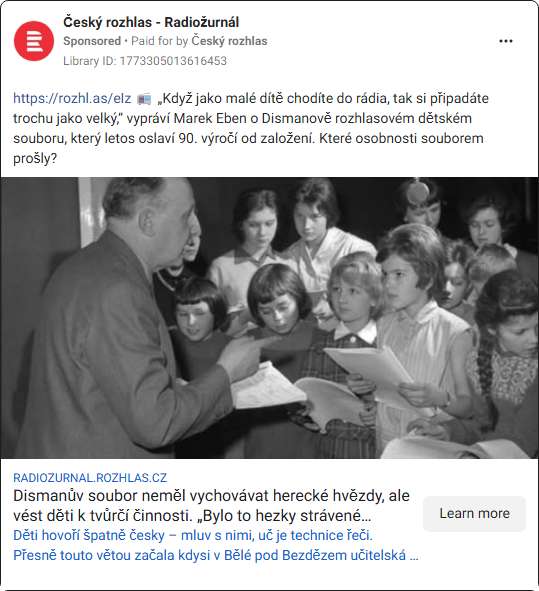 Český rozhlas - Radiožurnál
Sponsored • Paid for by Český rozhlas
Library ID: 1773305013616453
https://rozhl.as/eIz 📻 „Když jako malé dítě chodíte do rádia, tak si připadáte
trochu jako velký,“ vypráví Marek Eben o Dismanově rozhlasovém dětském
souboru, který letos oslaví 90. výročí od založení. Které osobnosti souborem
prošly?
RADIOZURNAL.ROZHLAS.CZ
Dismanův soubor neměl vychovávat herecké hvězdy, ale
vést děti k tvůrčí činnosti. „Bylo to hezky strávené...
Learn more
Děti hovoří špatně česky – mluv s nimi, uč je technice řeči.
Přesně touto větou začala kdysi v Bělé pod Bezdězem učitelská ...